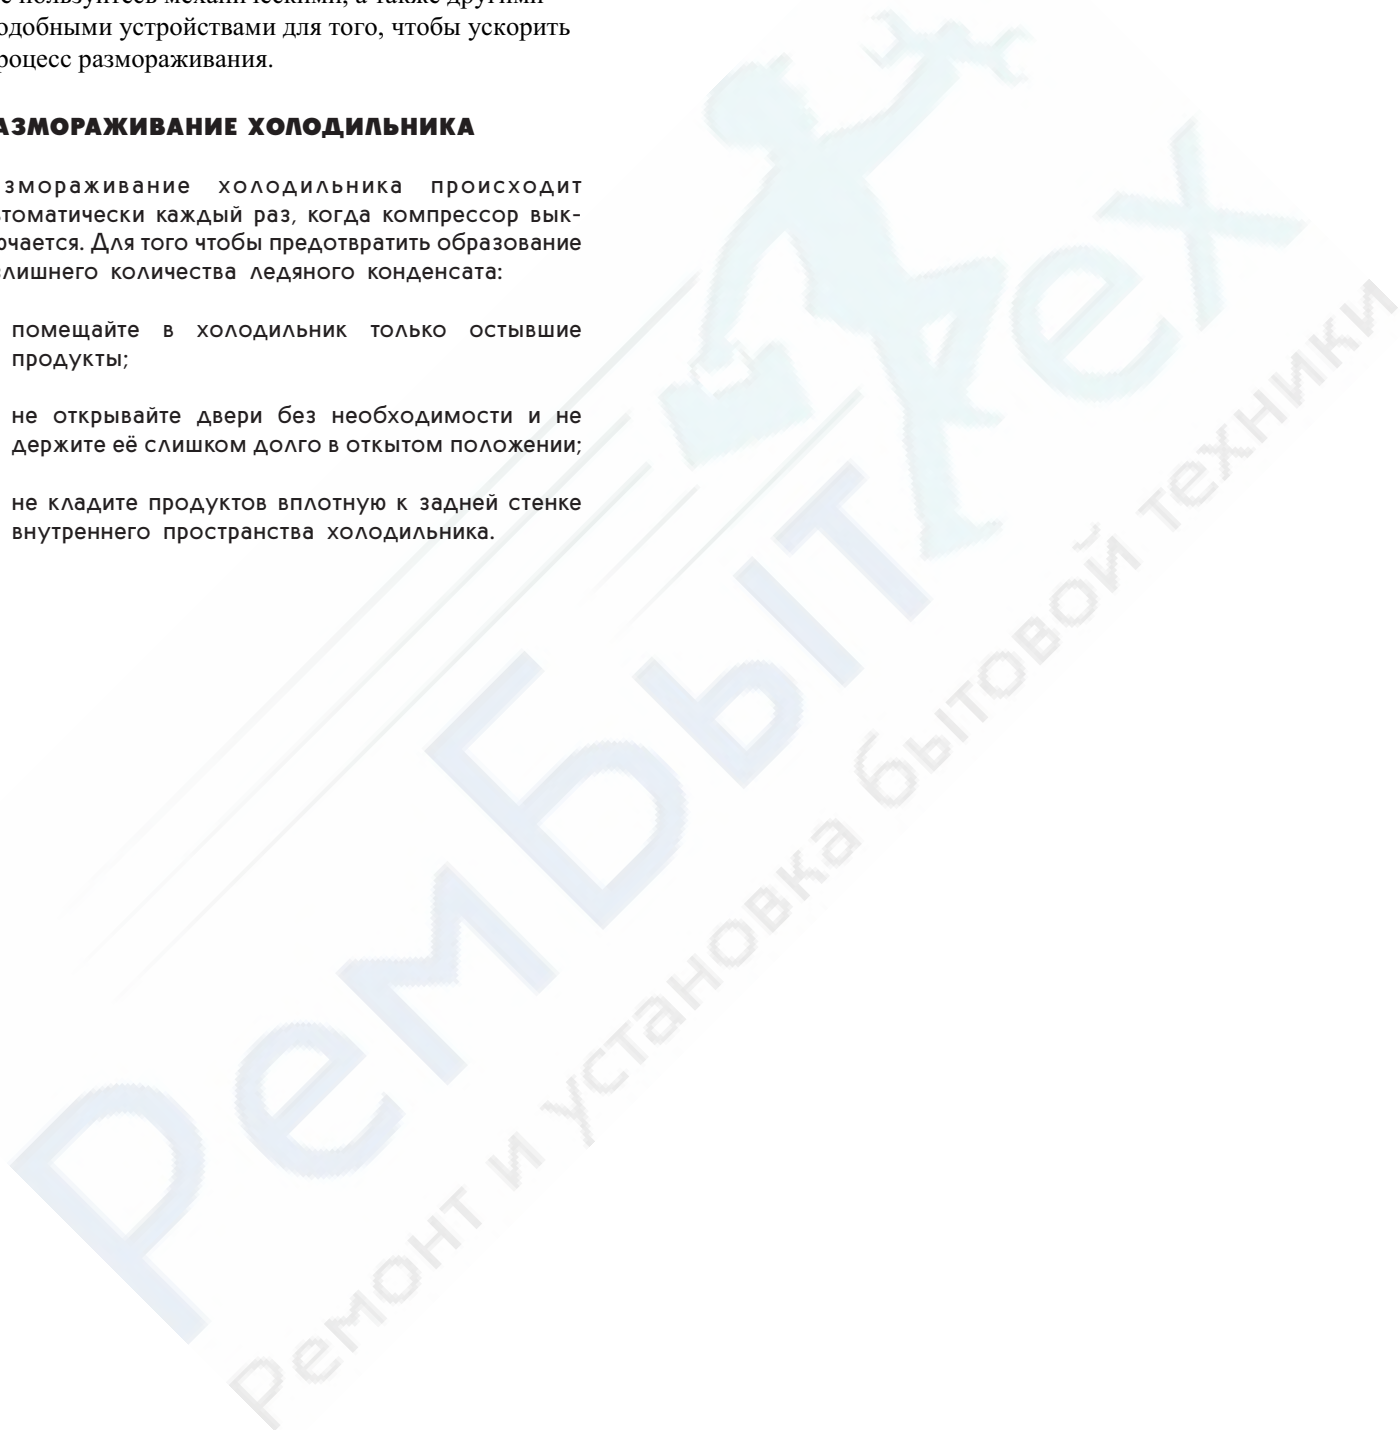 е пользуйтесь механическими, а также другими
одобными устройствами для того, чтобы ускорить
роцесс размораживания.
АЗМОРАЖИВАНИЕ ХОЛОДИЛЬНИКА
змораживание холодильника происходит
томатически каждый раз, когда компрессор вык-
ючается. Для того чтобы предотвратить образование
лишнего количества ледяного конденсата:
помещайте в холодильник только остывшие
продукты;
не открывайте двери без необходимости и не
держите её слишком долго в откытом положении;
не кладите продуктов вплотную к задней стенке
внутреннего пространства холодильника.
РемБытТех
Ремонт и установка бытовой техники